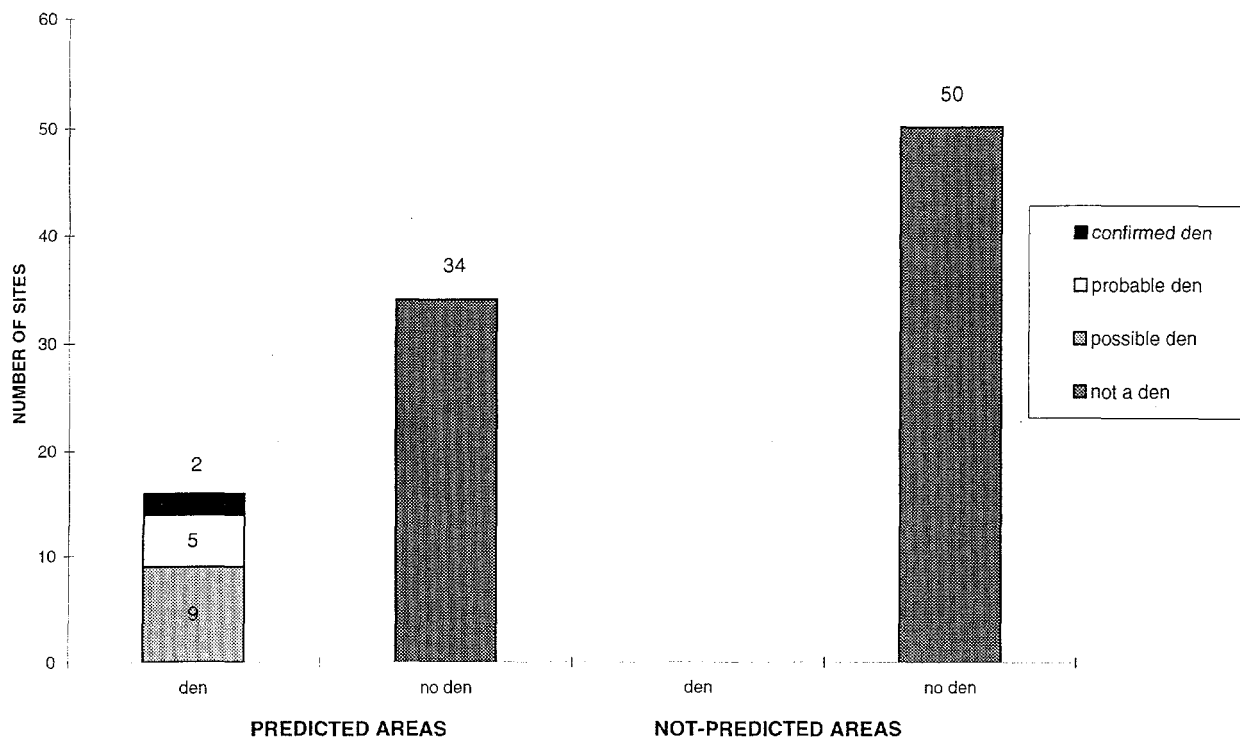 60
50
40
30
20
10
0
NUMBER OF SITES
2
5
9
34
50
den
no den
den
no den
PREDICTED AREAS
NOT-PREDICTED AREAS
confirmed den
probable den
possible den
not a den